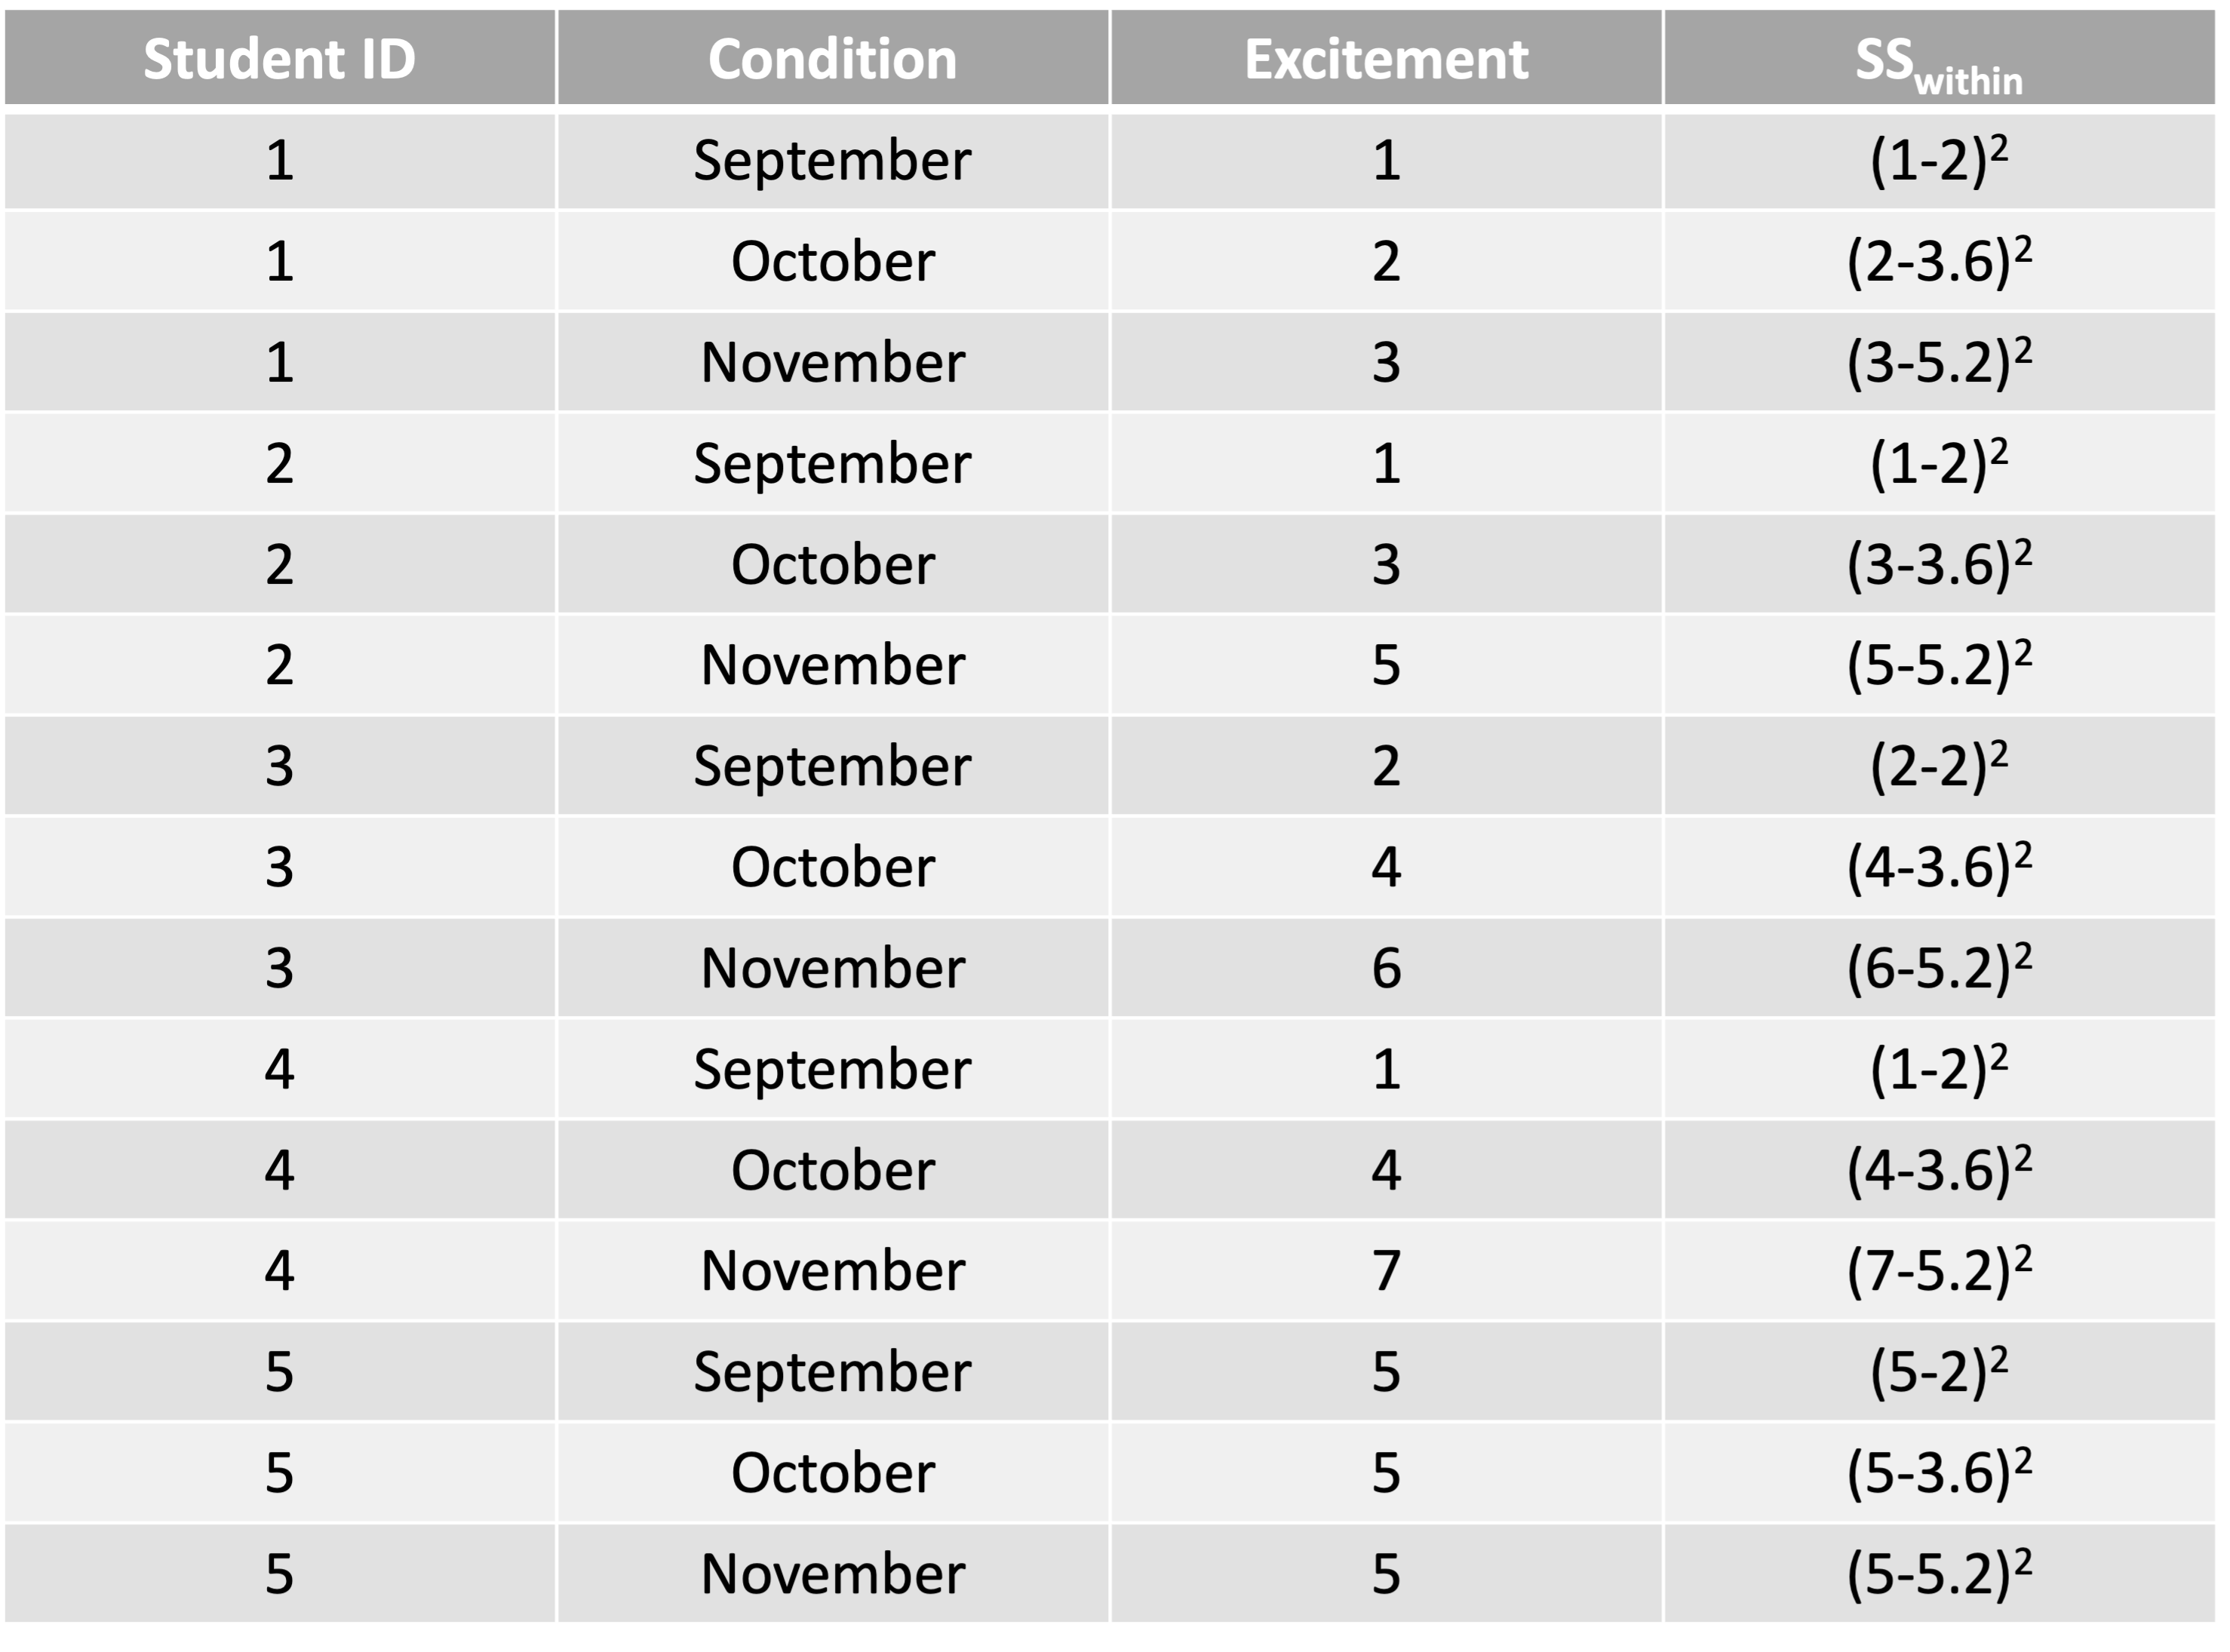 Student ID Condition Excitement SSwithin
1 September 1 (1-2)²
1 October 2 (2-3.6)²
1 November 3 (3-5.2)²
2 September 1 (1-2)²
2 October 3 (3-3.6)²
2 November 5 (5-5.2)²
3 September 2 (2-2)²
3 October 4 (4-3.6)²
3 November 6 (6-5.2)²
4 September 1 (1-2)²
4 October 4 (4-3.6)²
4 November 7 (7-5.2)²
5 September 5 (5-2)²
5 October 5 (5-3.6)²
5 November 5 (5-5.2)²